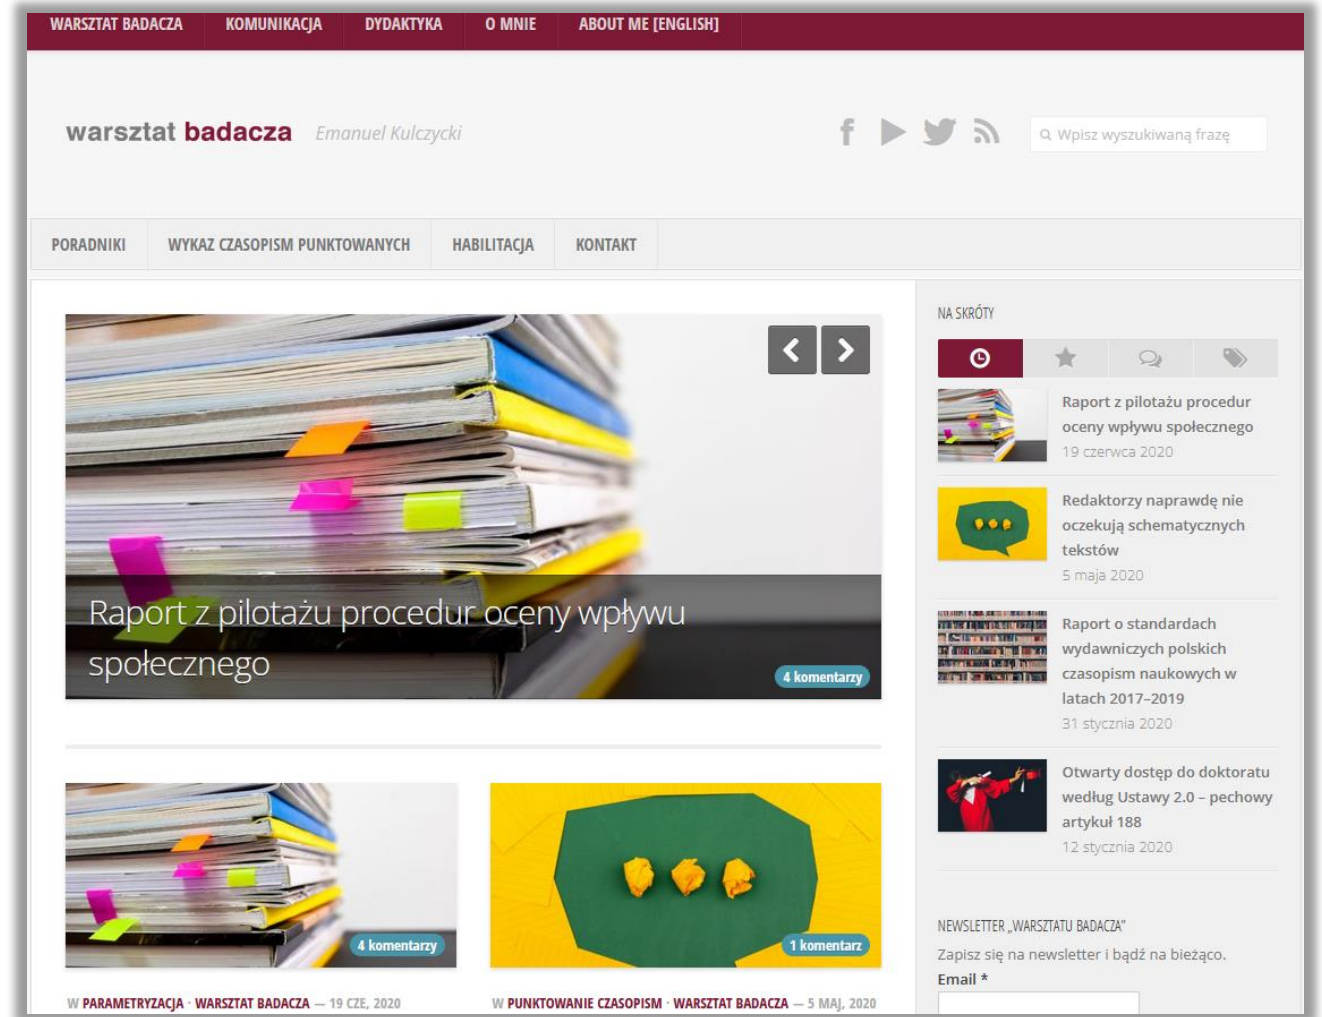 WARSZTAT BADACZA KOMUNIKACJA DYDAKTYKA O MNIE ABOUT ME [ENGLISH]
warsztat badacza Emanuel Kulczycki
Wpisz wyszukiwaną frazę
PORADNIKI WYKAZ CZASOPISM PUNKTOWANYCH HABILITACJA KONTAKT
Raport z pilotażu procedur oceny wpływu
społecznego
4 komentarzy
4 komentarzy
W PARAMETRYZACJA · WARSZTAT BADACZA — 19 CZE, 2020
1 komentarz
W PUNKTOWANIE CZASOPISM · WARSZTAT BADACZA — 5 MAJ, 2020
NA SKRÓTY
Raport z pilotażu procedur
oceny wpływu społecznego
19 czerwca 2020
Redaktorzy naprawdę nie
oczekują schematycznych
tekstów
5 maja 2020
Raport o standardach
wydawniczych polskich
czasopism naukowych w
latach 2017–2019
31 stycznia 2020
Otwarty dostęp do doktoratu
według Ustawy 2.0 – pechowy
artykuł 188
12 stycznia 2020
NEWSLETTER „WARSZTATU BADACZA”
Zapisz się na newsletter i bądź na bieżąco.
Email *